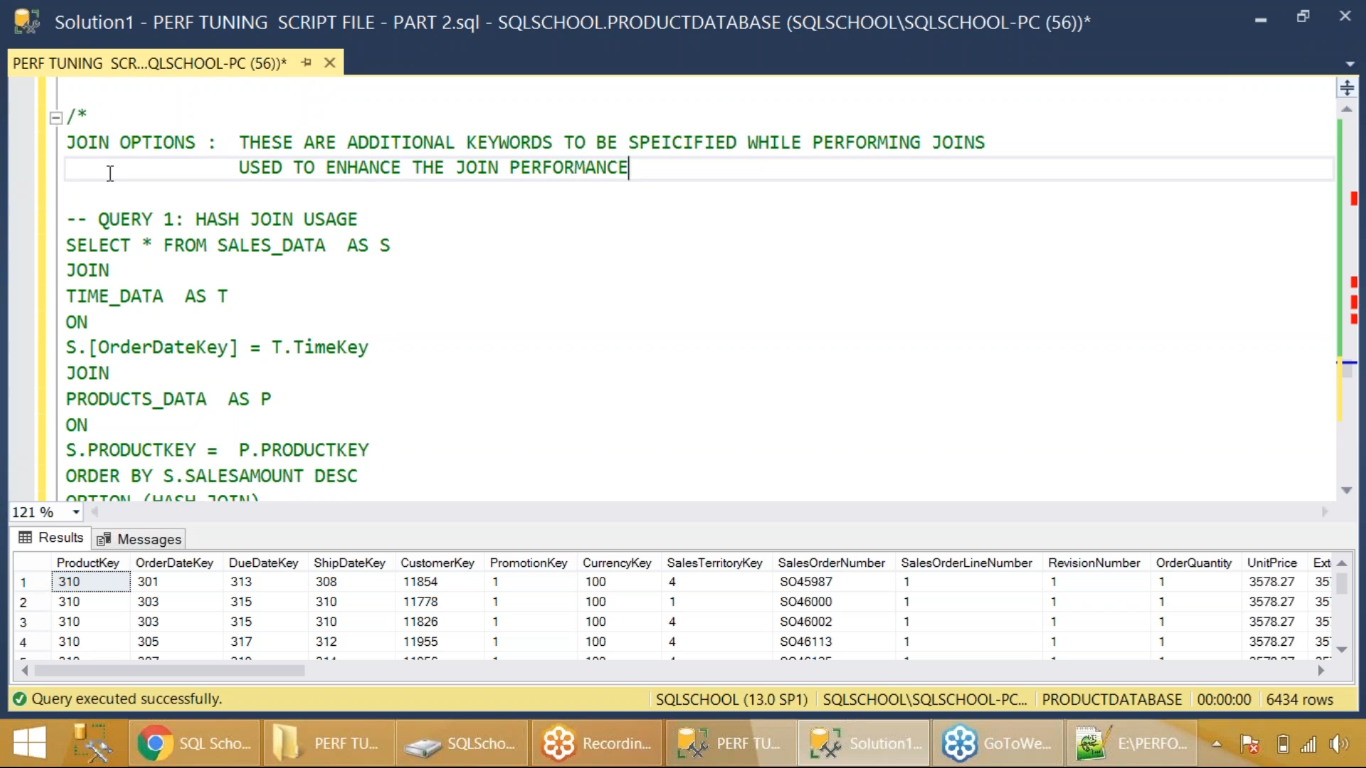 Solution1 - PERF TUNING SCRIPT FILE - PART 2.sql - SQLSCHOOL.PRODUCTDATABASE (SQLSCHOOL\SQLSCHOOL-PC (56))*
PERF TUNING SCR...QLSCHOOL-PC (56))*
/*
JOIN OPTIONS : THESE ARE ADDITIONAL KEYWORDS TO BE SPEICIFIED WHILE PERFORMING JOINS
USED TO ENHANCE THE JOIN PERFORMANCE
-- QUERY 1: HASH JOIN USAGE
SELECT * FROM SALES_DATA AS S
JOIN
TIME_DATA AS T
ON
S.[OrderDateKey] = T.TimeKey
JOIN
PRODUCTS_DATA AS P
ON
S.PRODUCTKEY = P.PRODUCTKEY
ORDER BY S.SALESAMOUNT DESC
OPTION (HASH JOIN)
121 %
Results Messages
ProductKey OrderDateKey DueDateKey ShipDateKey CustomerKey PromotionKey CurrencyKey SalesTerritoryKey SalesOrderNumber SalesOrderLineNumber RevisionNumber OrderQuantity UnitPrice Ext
1 310 301 313 308 11854 1 100 4 SO45987 1 1 1 3578.27 35
2 310 303 315 310 11778 1 100 1 SO46000 1 1 1 3578.27 35
3 310 303 315 310 11826 1 100 4 SO46002 1 1 1 3578.27 35
4 310 305 317 312 11955 1 100 4 SO46113 1 1 1 3578.27 35
Query executed successfully. SQLSCHOOL (13.0 SP1) SQLSCHOOL\SQLSCHOOL-PC... PRODUCTDATABASE 00:00:00 6434 rows
SQL Scho... PERF TU... SQLScho... Recordin... PERF TU... Solution1... GoToWe... E:\PERFO...